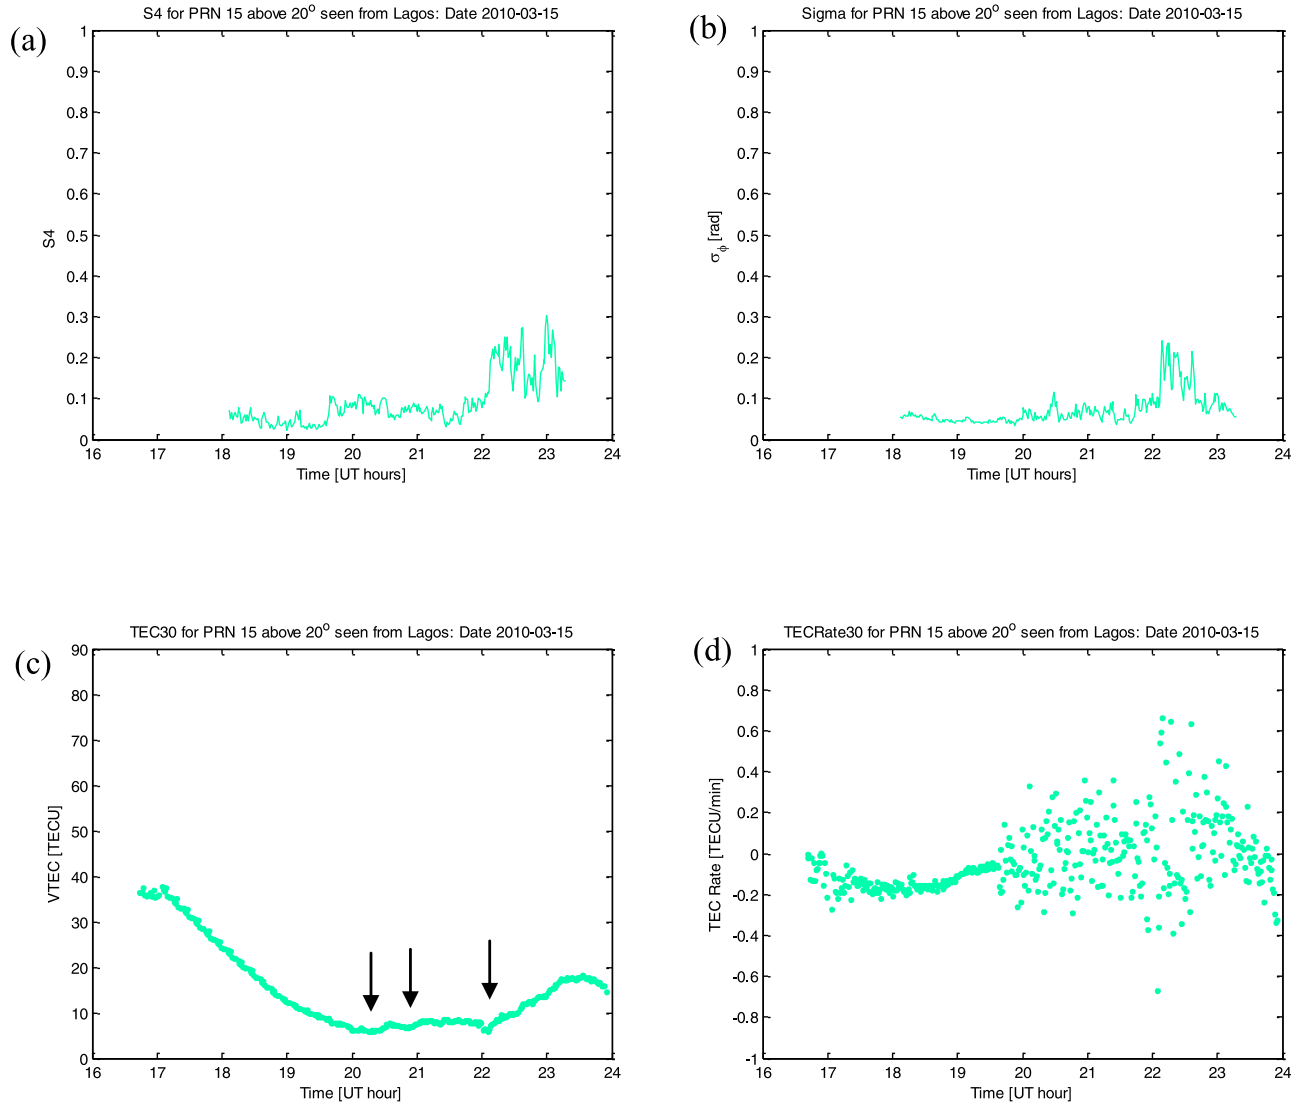 (a)
S4 for PRN 15 above 20° seen from Lagos: Date 2010-03-15
1
0.9
0.8
0.7
0.6
0.5
0.4
0.3
0.2
0.1
0
S4
16 17 18 19 20 21 22 23 24
Time [UT hours]
(b)
Sigma for PRN 15 above 20° seen from Lagos: Date 2010-03-15
1
0.9
0.8
0.7
0.6
0.5
0.4
0.3
0.2
0.1
0
σϕ [rad]
16 17 18 19 20 21 22 23 24
Time [UT hours]
(c)
TEC30 for PRN 15 above 20° seen from Lagos: Date 2010-03-15
90
80
70
60
50
40
30
20
10
0
VTEC [TECU]
16 17 18 19 20 21 22 23 24
Time [UT hour]
(d)
TECRate30 for PRN 15 above 20° seen from Lagos: Date 2010-03-15
1
0.8
0.6
0.4
0.2
0
-0.2
-0.4
-0.6
-0.8
-1
TEC Rate [TECU/min]
16 17 18 19 20 21 22 23 24
Time [UT hour]